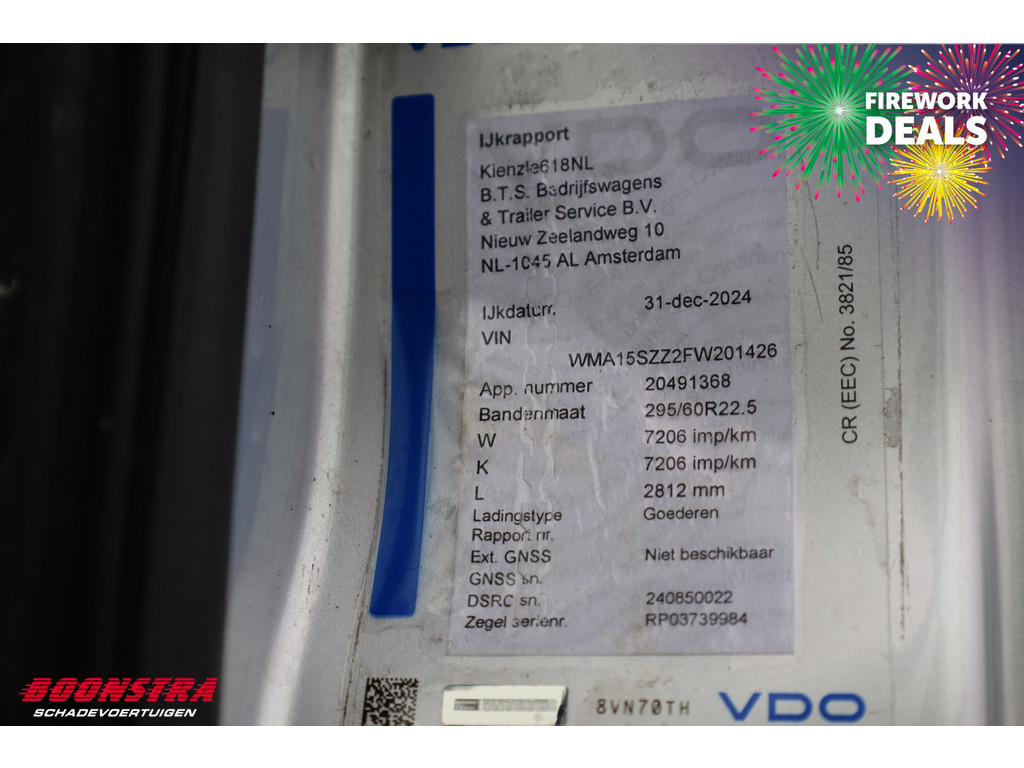 FIREWORK
DEALS
IJkrapport
Kienzle618NL
B.T.S. Bedrijfswagens
& Trailer Service B.V.
Nieuw Zeelandweg 10
NL-1045 AL Amsterdam
IJkdatum. 31-dec-2024
VIN
WMA15SZZ2FW201426
App. nummer 20491368
Bandenmaat 295/60R22.5
W 7206 imp/km
K 7206 imp/km
L 2812 mm
Ladingstype Goederen
Rapport nr.
Ext. GNSS Niet beschikbaar
GNSS sn.
DSRC sn. 240850022
Zegel serienr. RP03739984
CR (EEC) No. 3821/85
8VN70TH
VDO
BOONSTRA
SCHADEVOERTUIGEN